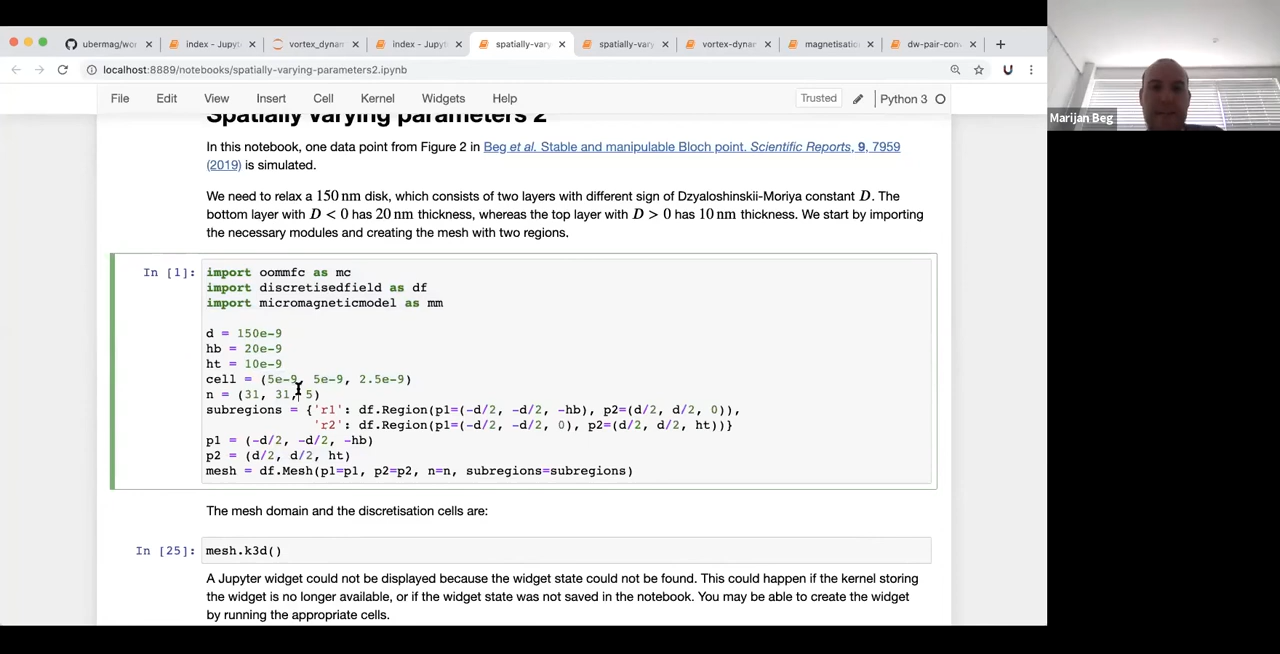 ubermag/wor
index - Jupyt
vortex_dynam
index - Jupyt
spatially-vary
spatially-vary
vortex-dynar
magnetisatio
dw-pair-conv
localhost:8889/notebooks/spatially-varying-parameters2.ipynb
File Edit View Insert Cell Kernel Widgets Help
Trusted
Python 3
Marijan Beg
Spatially varying parameters 2
In this notebook, one data point from Figure 2 in Beg et al. Stable and manipulable Bloch point. Scientific Reports, 9, 7959
(2019) is simulated.
We need to relax a 150 nm disk, which consists of two layers with different sign of Dzyaloshinskii-Moriya constant D. The
bottom layer with D < 0 has 20 nm thickness, whereas the top layer with D > 0 has 10 nm thickness. We start by importing
the necessary modules and creating the mesh with two regions.
In [1]: import oommfc as mc
import discretisedfield as df
import micromagneticmodel as mm
d = 150e-9
hb = 20e-9
ht = 10e-9
cell = (5e-9, 5e-9, 2.5e-9)
n = (31, 31, 5)
subregions = {'r1': df.Region(p1=(-d/2, -d/2, -hb), p2=(d/2, d/2, 0)),
'r2': df.Region(p1=(-d/2, -d/2, 0), p2=(d/2, d/2, ht))}
p1 = (-d/2, -d/2, -hb)
p2 = (d/2, d/2, ht)
mesh = df.Mesh(p1=p1, p2=p2, n=n, subregions=subregions)
The mesh domain and the discretisation cells are:
In [25]: mesh.k3d()
A Jupyter widget could not be displayed because the widget state could not be found. This could happen if the kernel storing
the widget is no longer available, or if the widget state was not saved in the notebook. You may be able to create the widget
by running the appropriate cells.